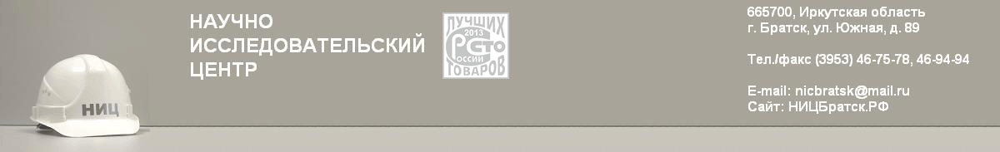 НАУЧНО
ИССЛЕДОВАТЕЛЬСКИЙ
ЦЕНТР
НИЦ
ЛУЧШИХ
2013
СТО
РОССИИ
ТОВАРОВ
665700, Иркутская область
г. Братск, ул. Южная, д. 89
Тел./факс (3953) 46-75-78, 46-94-94
E-mail: nicbratsk@mail.ru
Сайт: НИЦБратск.РФ